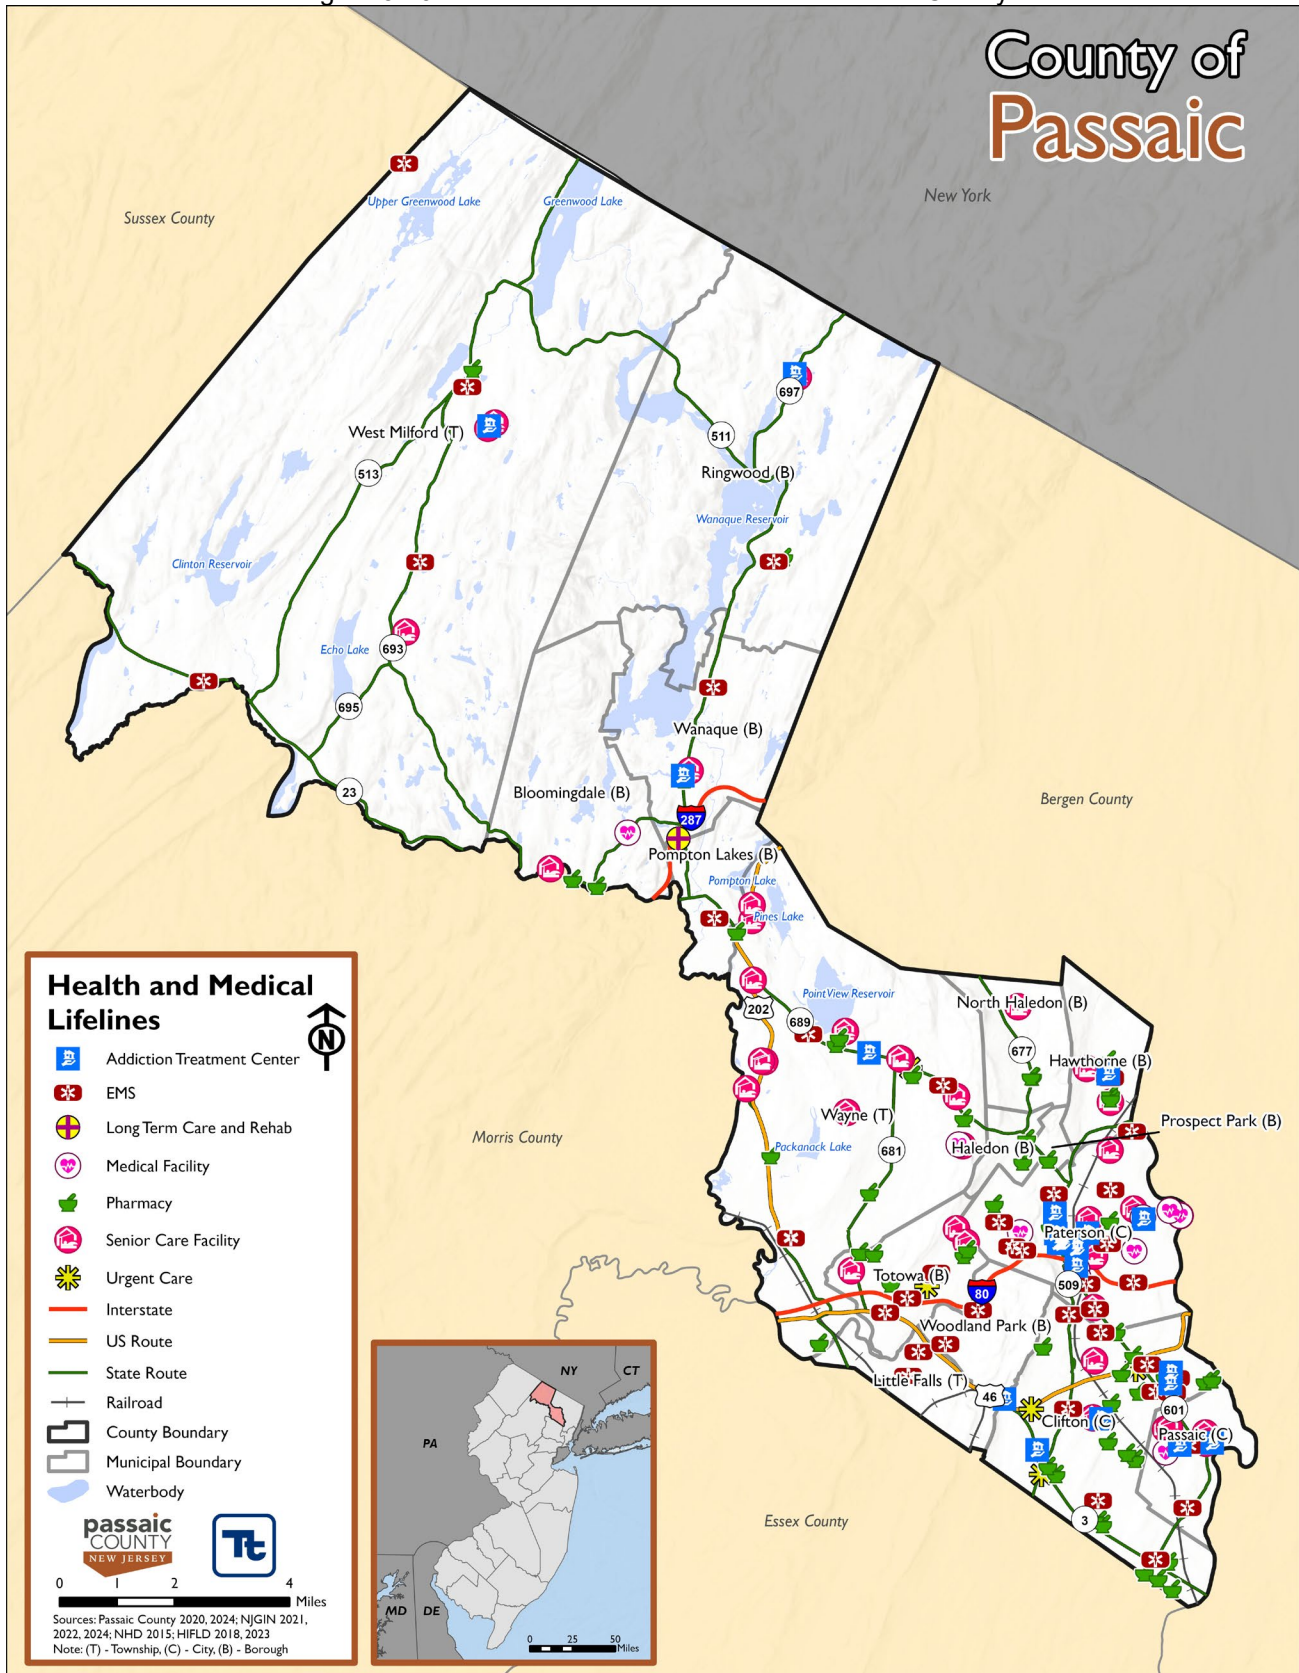 County of
Passaic
New York
Sussex County
Upper Greenwood Lake
Greenwood Lake
697
511
West Milford (T)
513
Ringwood (B)
Wanaque Reservoir
Clinton Reservoir
Echo Lake
693
695
Wanaque (B)
23
Bloomingdale (B)
Bergen County
287
Pompton Lakes (B)
Pompton Lake
Pines Lake
PointView Reservoir
North Haledon (B)
202
689
677
Hawthorne (B)
Wayne (T)
Prospect Park (B)
Morris County
Packanack Lake
681
Haledon (B)
Paterson (C)
Totowa (B)
80
509
Woodland Park (B)
Little Falls (T)
46
601
Clifton (C)
Passaic (C)
3
Essex County
Health and Medical
Lifelines
N
Addiction Treatment Center
EMS
Long Term Care and Rehab
Medical Facility
Pharmacy
Senior Care Facility
Urgent Care
Interstate
US Route
State Route
Railroad
County Boundary
Municipal Boundary
Waterbody
passaic
COUNTY
NEW JERSEY
Tt
0 1 2 4
Miles
Sources: Passaic County 2020, 2024; NJGIN 2021,
2022, 2024; NHD 2015; HIFLD 2018, 2023
Note: (T) - Township, (C) - City, (B) - Borough
NY
CT
PA
MD
DE
0 25 50
Miles